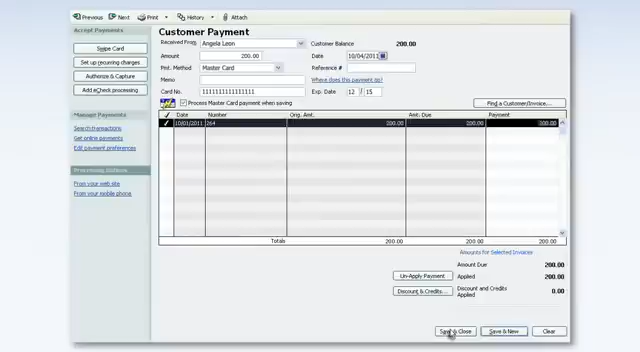 Previous Next Print History Attach
Accept Payments
Customer Payment
Swipe Card
Set up recurring charges
Authorize & Capture
Add eCheck processing
Received From Angela Leon Customer Balance 200.00
Amount 200.00 Date 10/04/2011
Pmt. Method Master Card Reference #
Memo Where does this payment go?
Card No. 1111111111111111 Exp. Date 12 / 15
Process Master Card payment when saving Find a Customer/Invoice...
Manage Payments
Search transactions
Get online payments
Edit payment preferences
Processing Stations
From your web site
From your mobile phone
Date Number Orig. Amt. Amt. Due Payment
10/01/2011 264 200.00 200.00 200.00
Totals 200.00 200.00 200.00
Amounts for Selected Invoices
Amount Due 200.00
Un-Apply Payment Applied 200.00
Discount & Credits... Discount and Credits Applied 0.00
Save & Close Save & New Clear